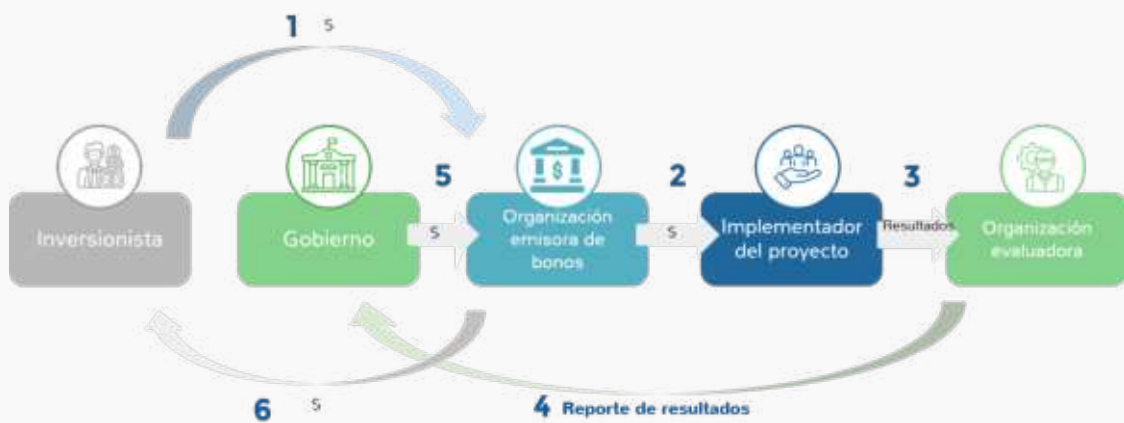 1 S
Inversionista
Gobierno
5
S
$
Organización
emisora de
bonos
2
S
Implementador
del proyecto
3
Resultados
Organización
evaluadora
6 S
4 Reporte de resultados